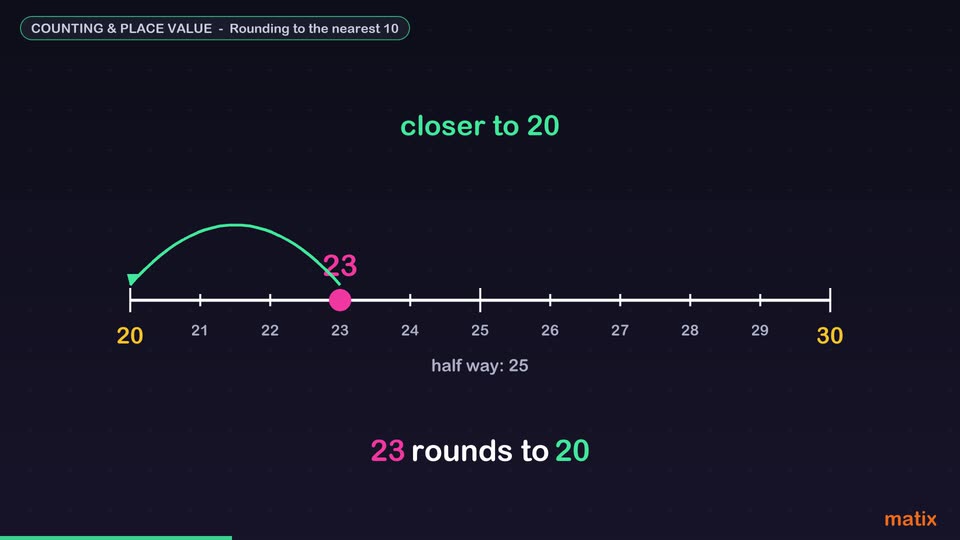 COUNTING & PLACE VALUE - Rounding to the nearest 10
closer to 20
23
20 21 22 23 24 25 26 27 28 29 30
half way: 25
23 rounds to 20
matix